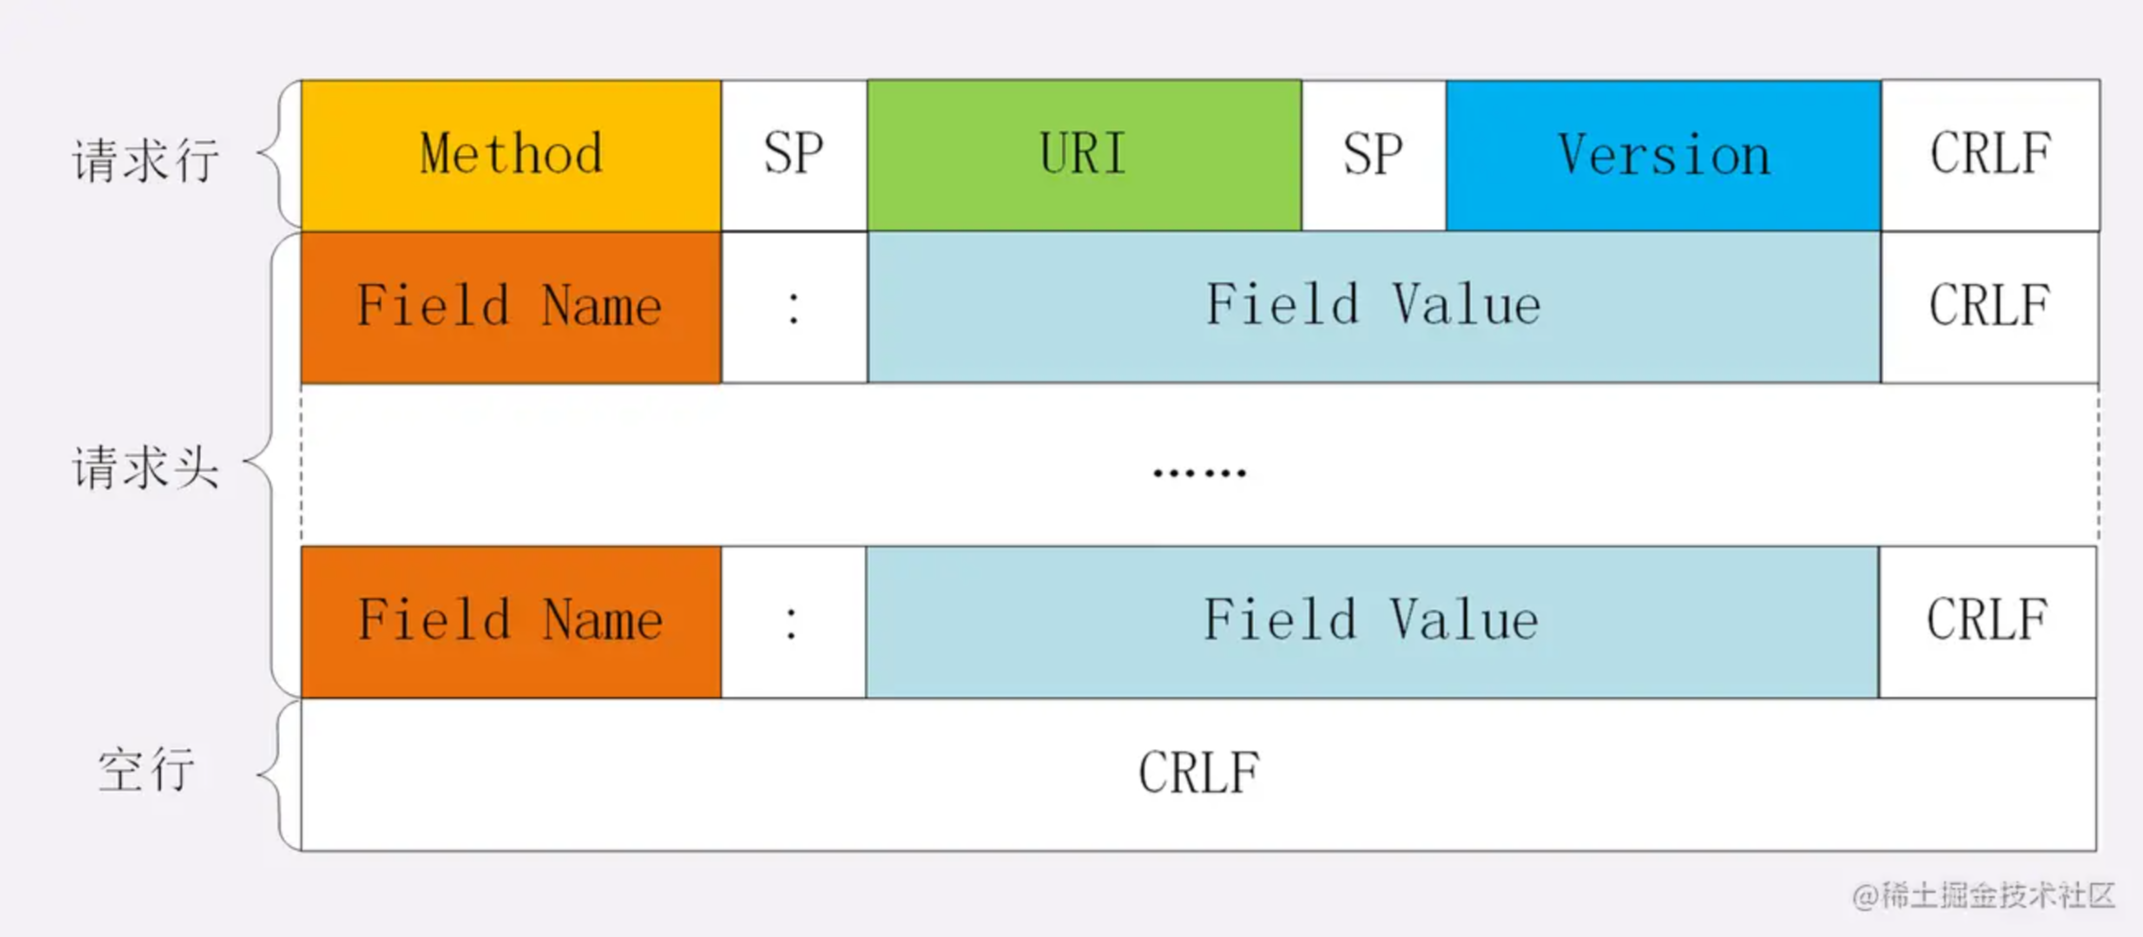 请求行 Method SP URI SP Version CRLF
Field Name : Field Value CRLF
请求头 ……
Field Name : Field Value CRLF
空行 CRLF
@稀土掘金技术社区